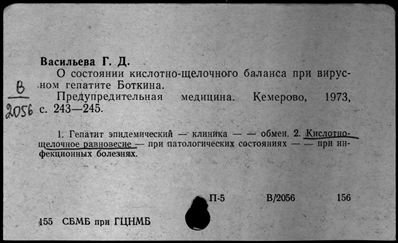 Васильева Г. Д.
О состоянии кислотно-щелочного баланса при вирус-
ном гепатите Боткина.
Предупредительная медицина. Кемерово, 1973,
с. 243—245.
В
2056
1. Гепатит эпидемический — клиника — — обмен. 2. Кислотно-
щелочное равновесие — при патологических состояниях — — при ин-
фекционных болезнях.
П-5 В/2056 156
455 СБМБ при ГЦНМБ